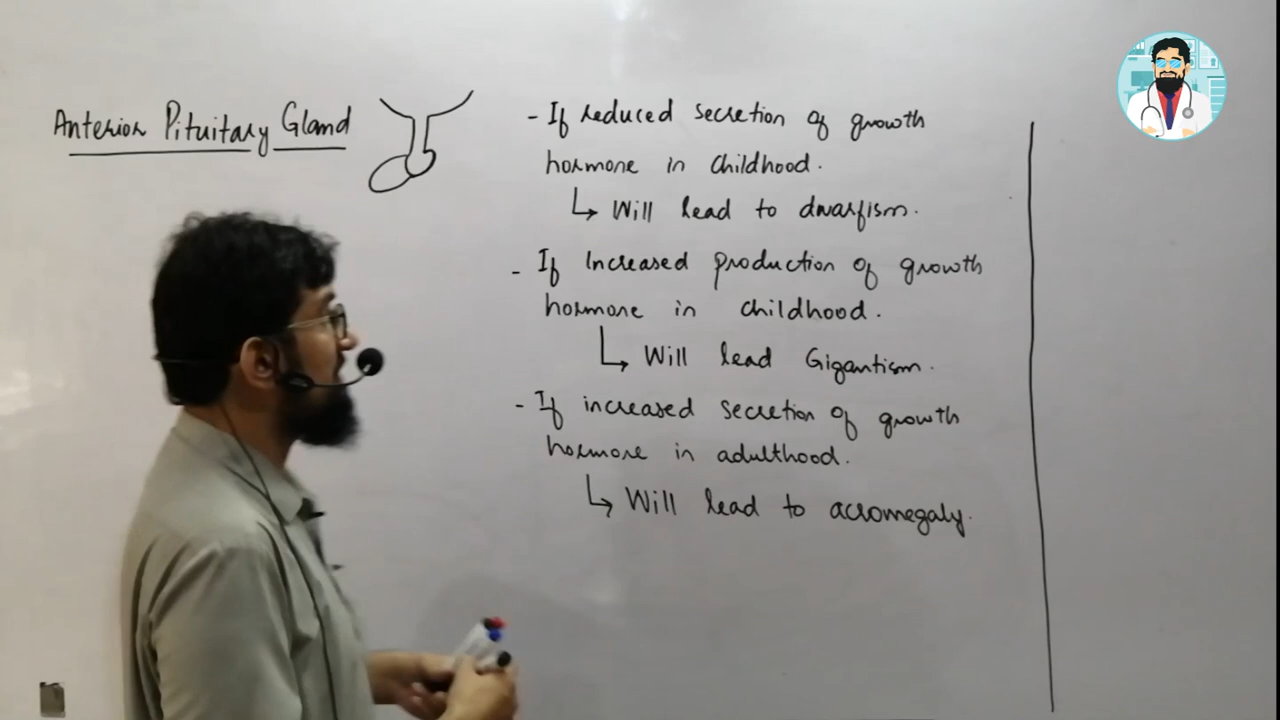 Anterior Pituitary Gland
- If reduced secretion of growth
hormone in childhood.
↳ Will lead to dwarfism.
- If Increased production of growth
hormone in childhood.
↳ Will lead Gigantism.
- If increased secretion of growth
hormone in adulthood.
↳ Will lead to acromegaly.